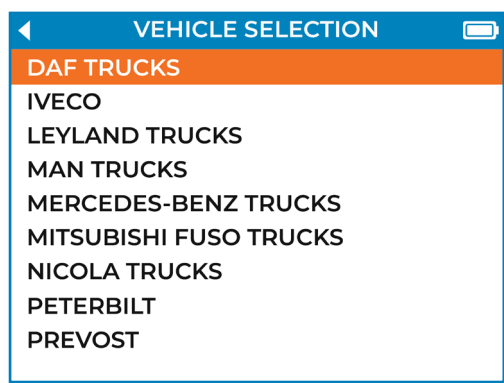 VEHICLE SELECTION
DAF TRUCKS
IVECO
LEYLAND TRUCKS
MAN TRUCKS
MERCEDES-BENZ TRUCKS
MITSUBISHI FUSO TRUCKS
NICOLA TRUCKS
PETERBILT
PREVOST